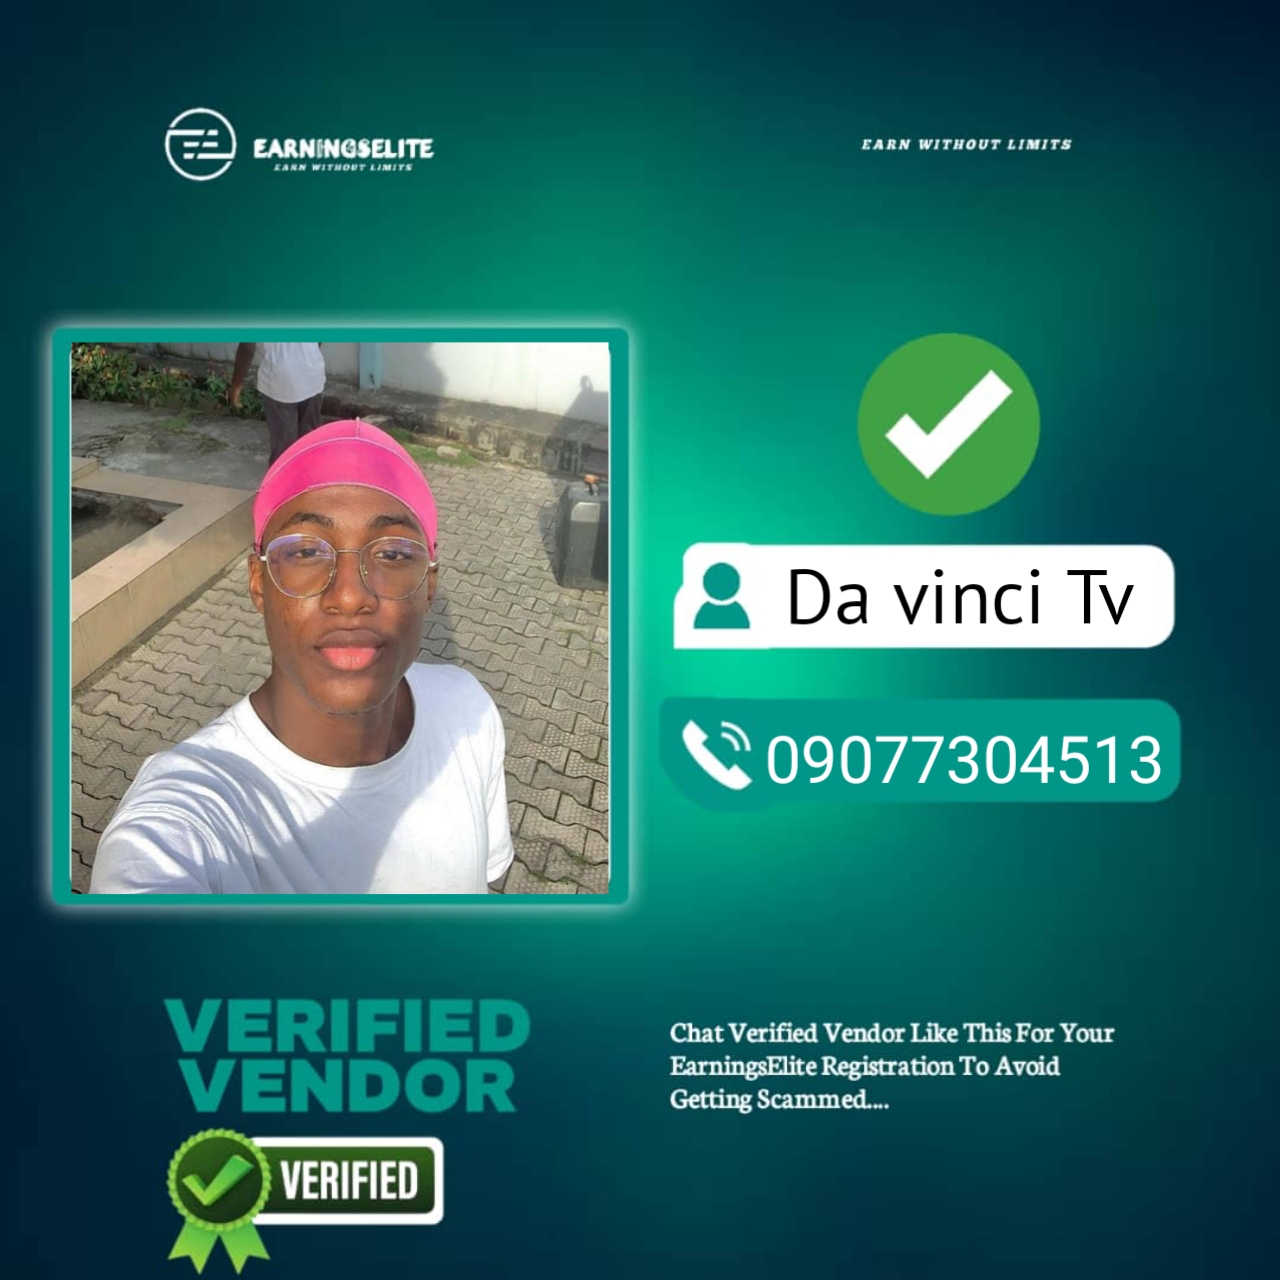 EARNINGSELITE
EARN WITHOUT LIMITS
EARN WITHOUT LIMITS
Da vinci Tv
09077304513
VERIFIED
VENDOR
VERIFIED
Chat Verified Vendor Like This For Your
EarningsElite Registration To Avoid
Getting Scammed....